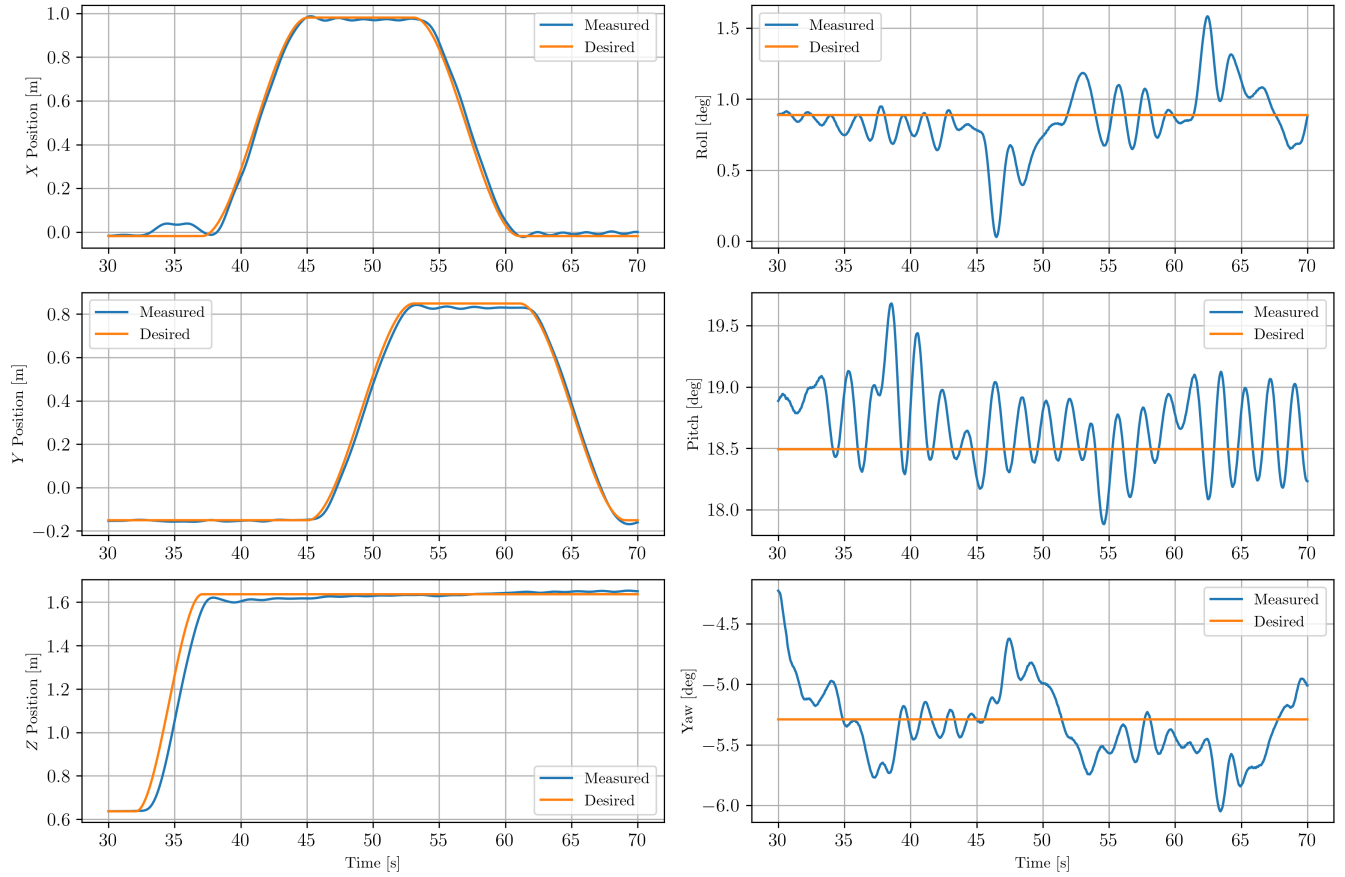 X Position [m]
1.0
0.8
0.6
0.4
0.2
0.0
Measured
Desired
30 35 40 45 50 55 60 65 70
Roll [deg]
1.5
1.0
0.5
0.0
Measured
Desired
30 35 40 45 50 55 60 65 70
Y Position [m]
0.8
0.6
0.4
0.2
0.0
−0.2
Measured
Desired
30 35 40 45 50 55 60 65 70
Pitch [deg]
19.5
19.0
18.5
18.0
Measured
Desired
30 35 40 45 50 55 60 65 70
Z Position [m]
1.6
1.4
1.2
1.0
0.8
0.6
Measured
Desired
30 35 40 45 50 55 60 65 70
Time [s]
Yaw [deg]
−4.5
−5.0
−5.5
−6.0
Measured
Desired
30 35 40 45 50 55 60 65 70
Time [s]